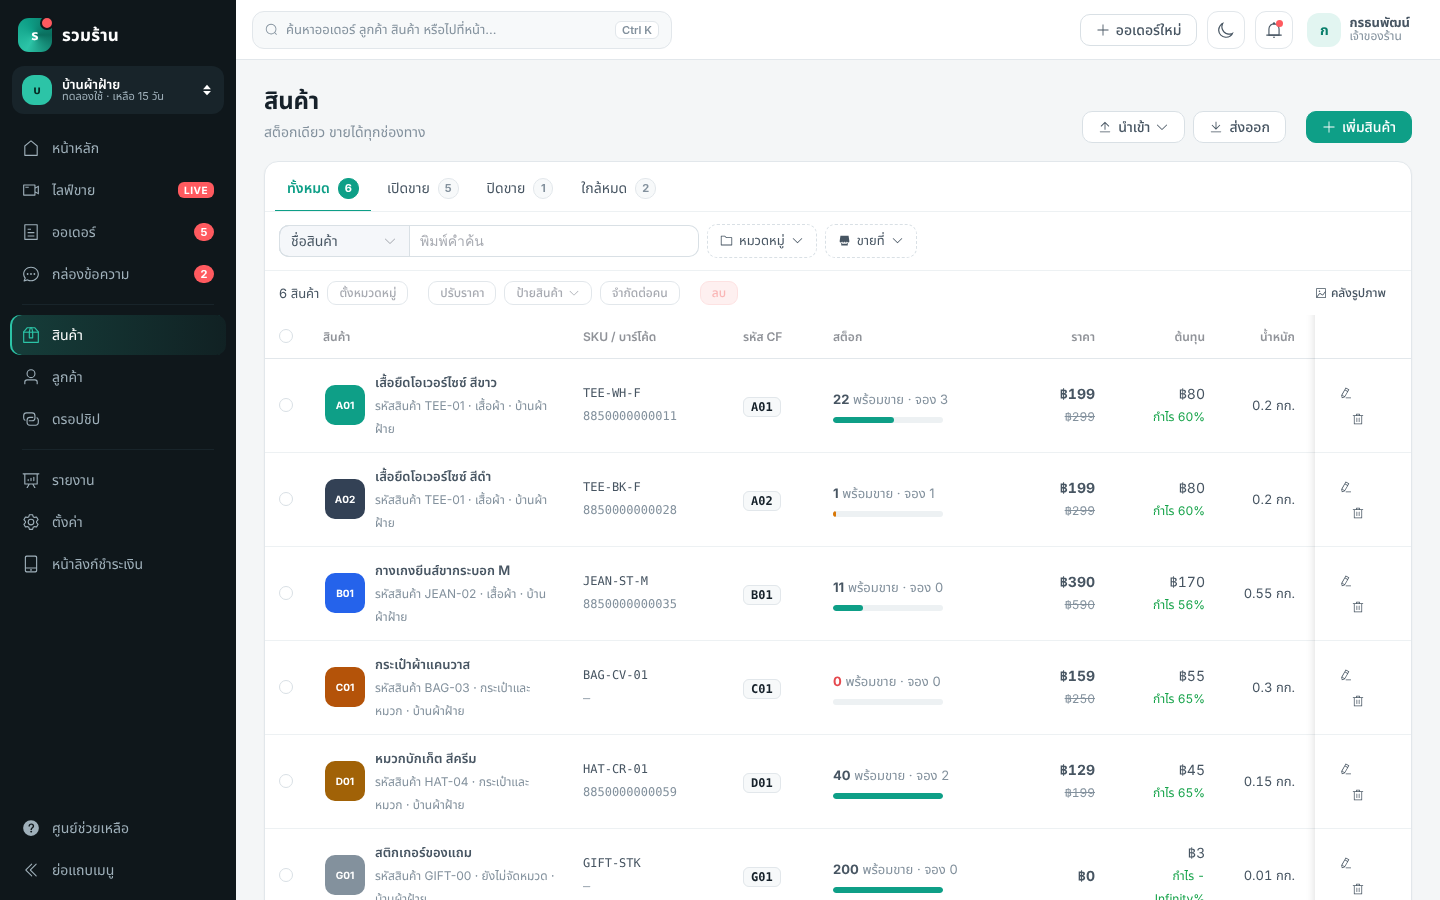 ร
รวมร้าน
บ
บ้านผ้าฝ้าย
ทดลองใช้ · เหลือ 15 วัน
หน้าหลัก
ไลฟ์ขาย LIVE
ออเดอร์ 5
กล่องข้อความ 2
สินค้า
ลูกค้า
ดรอปชิป
รายงาน
ตั้งค่า
หน้าลิงก์ชำระเงิน
ศูนย์ช่วยเหลือ
ย่อแถบเมนู
ค้นหาออเดอร์ ลูกค้า สินค้า หรือไปที่หน้า... Ctrl K
ออเดอร์ใหม่
ก
กรธนพัฒน์
เจ้าของร้าน
สินค้า
สต็อกเดียว ขายได้ทุกช่องทาง
นำเข้า
ส่งออก
เพิ่มสินค้า
ทั้งหมด 6 เปิดขาย 5 ปิดขาย 1 ใกล้หมด 2
ชื่อสินค้า พิมพ์คำค้น หมวดหมู่ ขายที่
6 สินค้า ตั้งหมวดหมู่ ปรับราคา ป้ายสินค้า จำกัดต่อคน ลบ คลังรูปภาพ
สินค้า SKU / บาร์โค้ด รหัส CF สต็อก ราคา ต้นทุน น้ำหนัก
A01
เสื้อยืดโอเวอร์ไซซ์ สีขาว
รหัสสินค้า TEE-01 · เสื้อผ้า · บ้านผ้า
ฝ้าย
TEE-WH-F
8850000000011
A01
22 พร้อมขาย · จอง 3
฿199
฿299
฿80
กำไร 60%
0.2 กก.
A02
เสื้อยืดโอเวอร์ไซซ์ สีดำ
รหัสสินค้า TEE-01 · เสื้อผ้า · บ้านผ้า
ฝ้าย
TEE-BK-F
8850000000028
A02
1 พร้อมขาย · จอง 1
฿199
฿299
฿80
กำไร 60%
0.2 กก.
B01
กางเกงยีนส์ขากระบอก M
รหัสสินค้า JEAN-02 · เสื้อผ้า · บ้าน
ผ้าฝ้าย
JEAN-ST-M
8850000000035
B01
11 พร้อมขาย · จอง 0
฿390
฿590
฿170
กำไร 56%
0.55 กก.
C01
กระเป๋าผ้าแคนวาส
รหัสสินค้า BAG-03 · กระเป๋าและ
หมวก · บ้านผ้าฝ้าย
BAG-CV-01
—
C01
0 พร้อมขาย · จอง 0
฿159
฿250
฿55
กำไร 65%
0.3 กก.
D01
หมวกบักเก็ต สีครีม
รหัสสินค้า HAT-04 · กระเป๋าและ
หมวก · บ้านผ้าฝ้าย
HAT-CR-01
8850000000059
D01
40 พร้อมขาย · จอง 2
฿129
฿199
฿45
กำไร 65%
0.15 กก.
G01
สติกเกอร์ของแถม
รหัสสินค้า GIFT-00 · ยังไม่จัดหมวด ·
บ้านผ้าฝ้าย
GIFT-STK
—
G01
200 พร้อมขาย · จอง 0
฿0
฿3
กำไร -
Infinity%
0.01 กก.